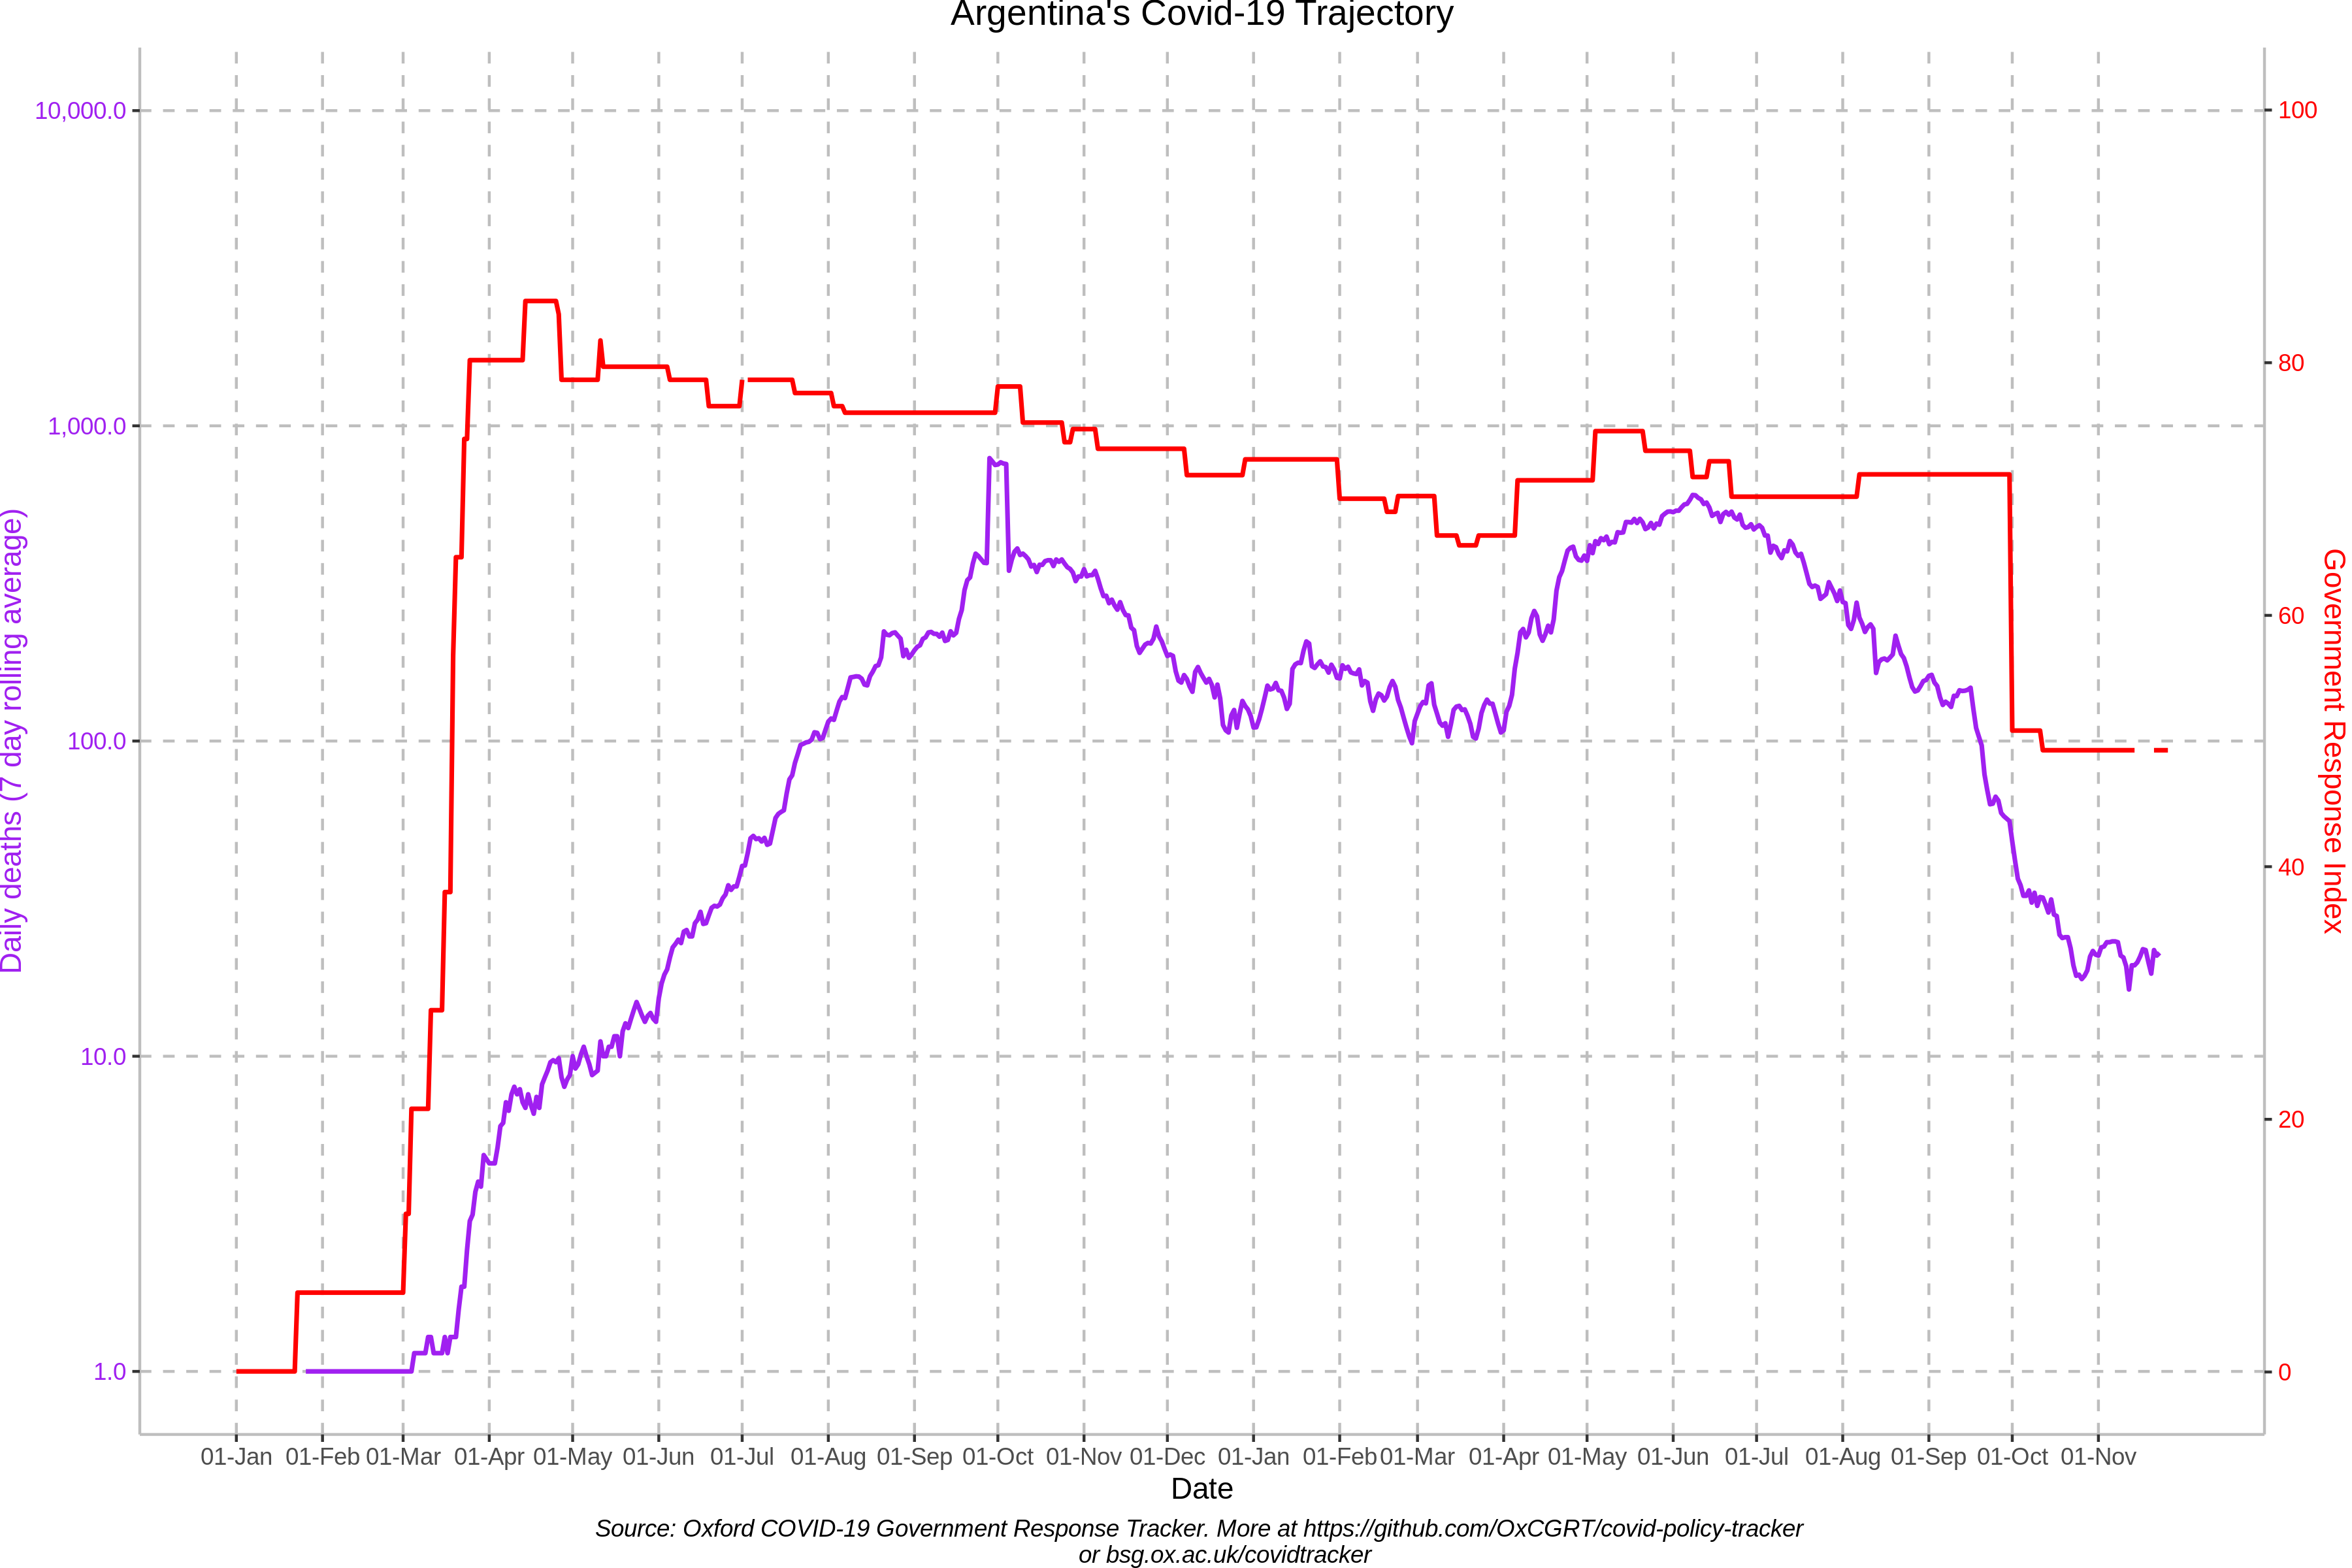 Argentina's Covid-19 Trajectory
10,000.0
1,000.0
100.0
10.0
1.0
Daily deaths (7 day rolling average)
100
80
60
40
20
0
Government Response Index
01-Jan 01-Feb 01-Mar 01-Apr 01-May 01-Jun 01-Jul 01-Aug 01-Sep 01-Oct 01-Nov 01-Dec 01-Jan 01-Feb 01-Mar 01-Apr 01-May 01-Jun 01-Jul 01-Aug 01-Sep 01-Oct 01-Nov
Date
Source: Oxford COVID-19 Government Response Tracker. More at https://github.com/OxCGRT/covid-policy-tracker
or bsg.ox.ac.uk/covidtracker